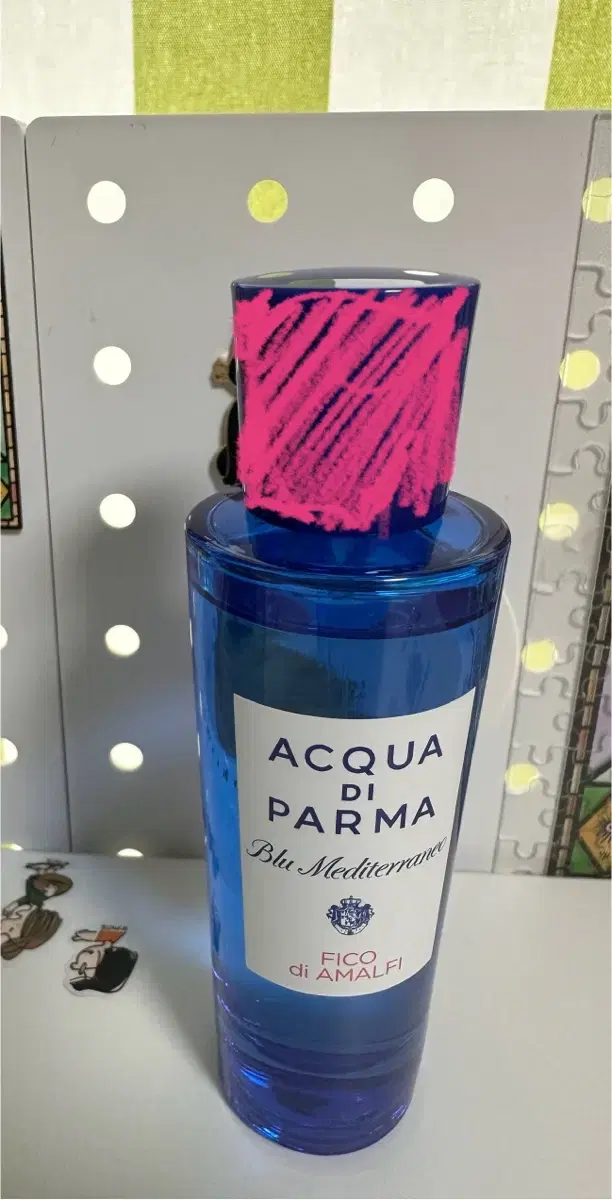 ACQUA
DI
PARMA
Blu Mediterraneo
FICO
di AMALFI